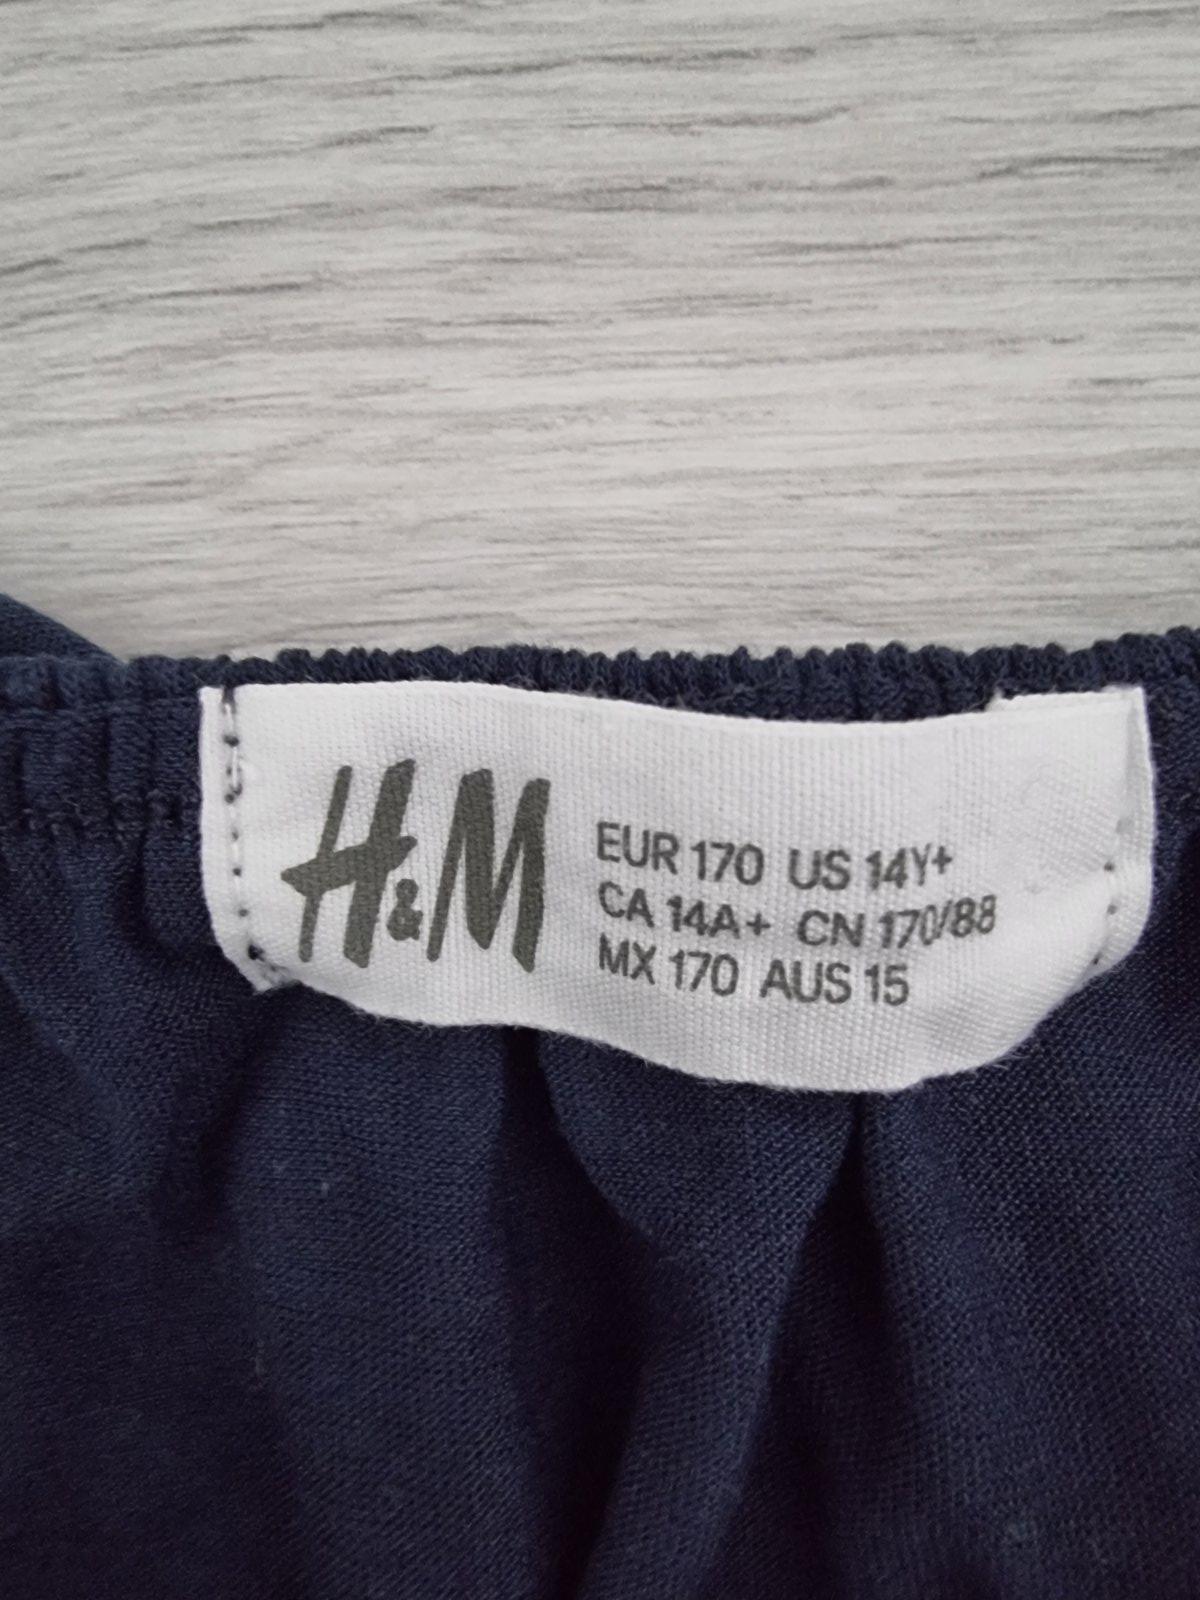 H&M
EUR 170 US 14Y+
CA 14A+ CN 170/88
MX 170 AUS 15